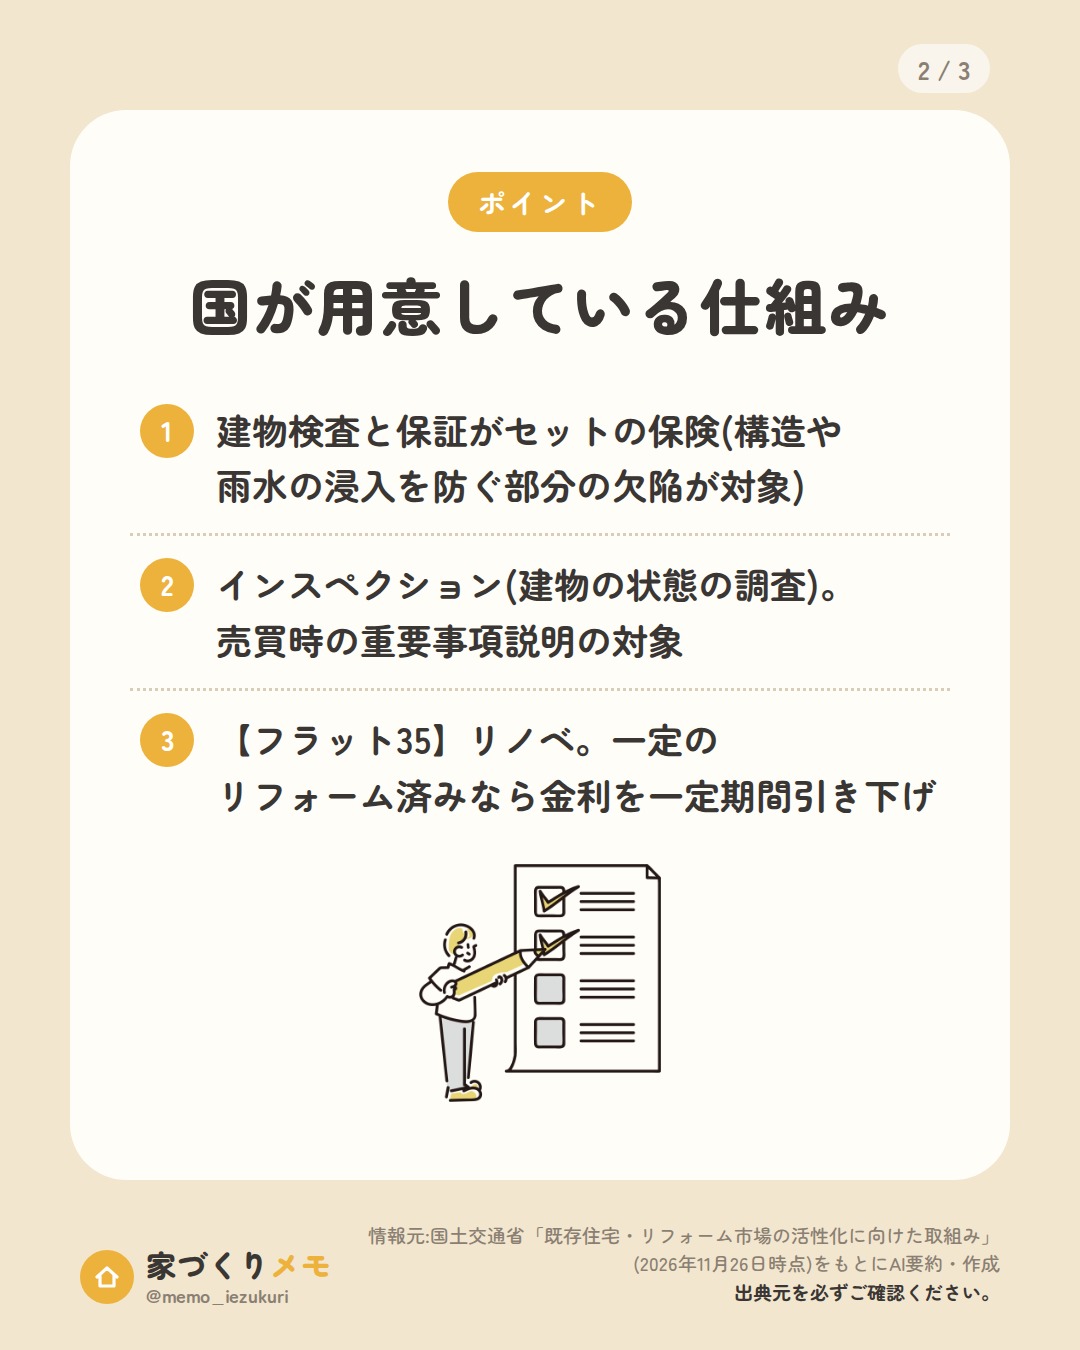 2 / 3
ポイント
国が用意している仕組み
1 建物検査と保証がセットの保険(構造や
雨水の浸入を防ぐ部分の欠陥が対象)
2 インスペクション(建物の状態の調査)。
売買時の重要事項説明の対象
3 【フラット35】リノベ。一定の
リフォーム済みなら金利を一定期間引き下げ
家づくりメモ
@memo_iezukuri
情報元:国土交通省「既存住宅・リフォーム市場の活性化に向けた取組み」
(2026年11月26日時点)をもとにAI要約・作成
出典元を必ずご確認ください。